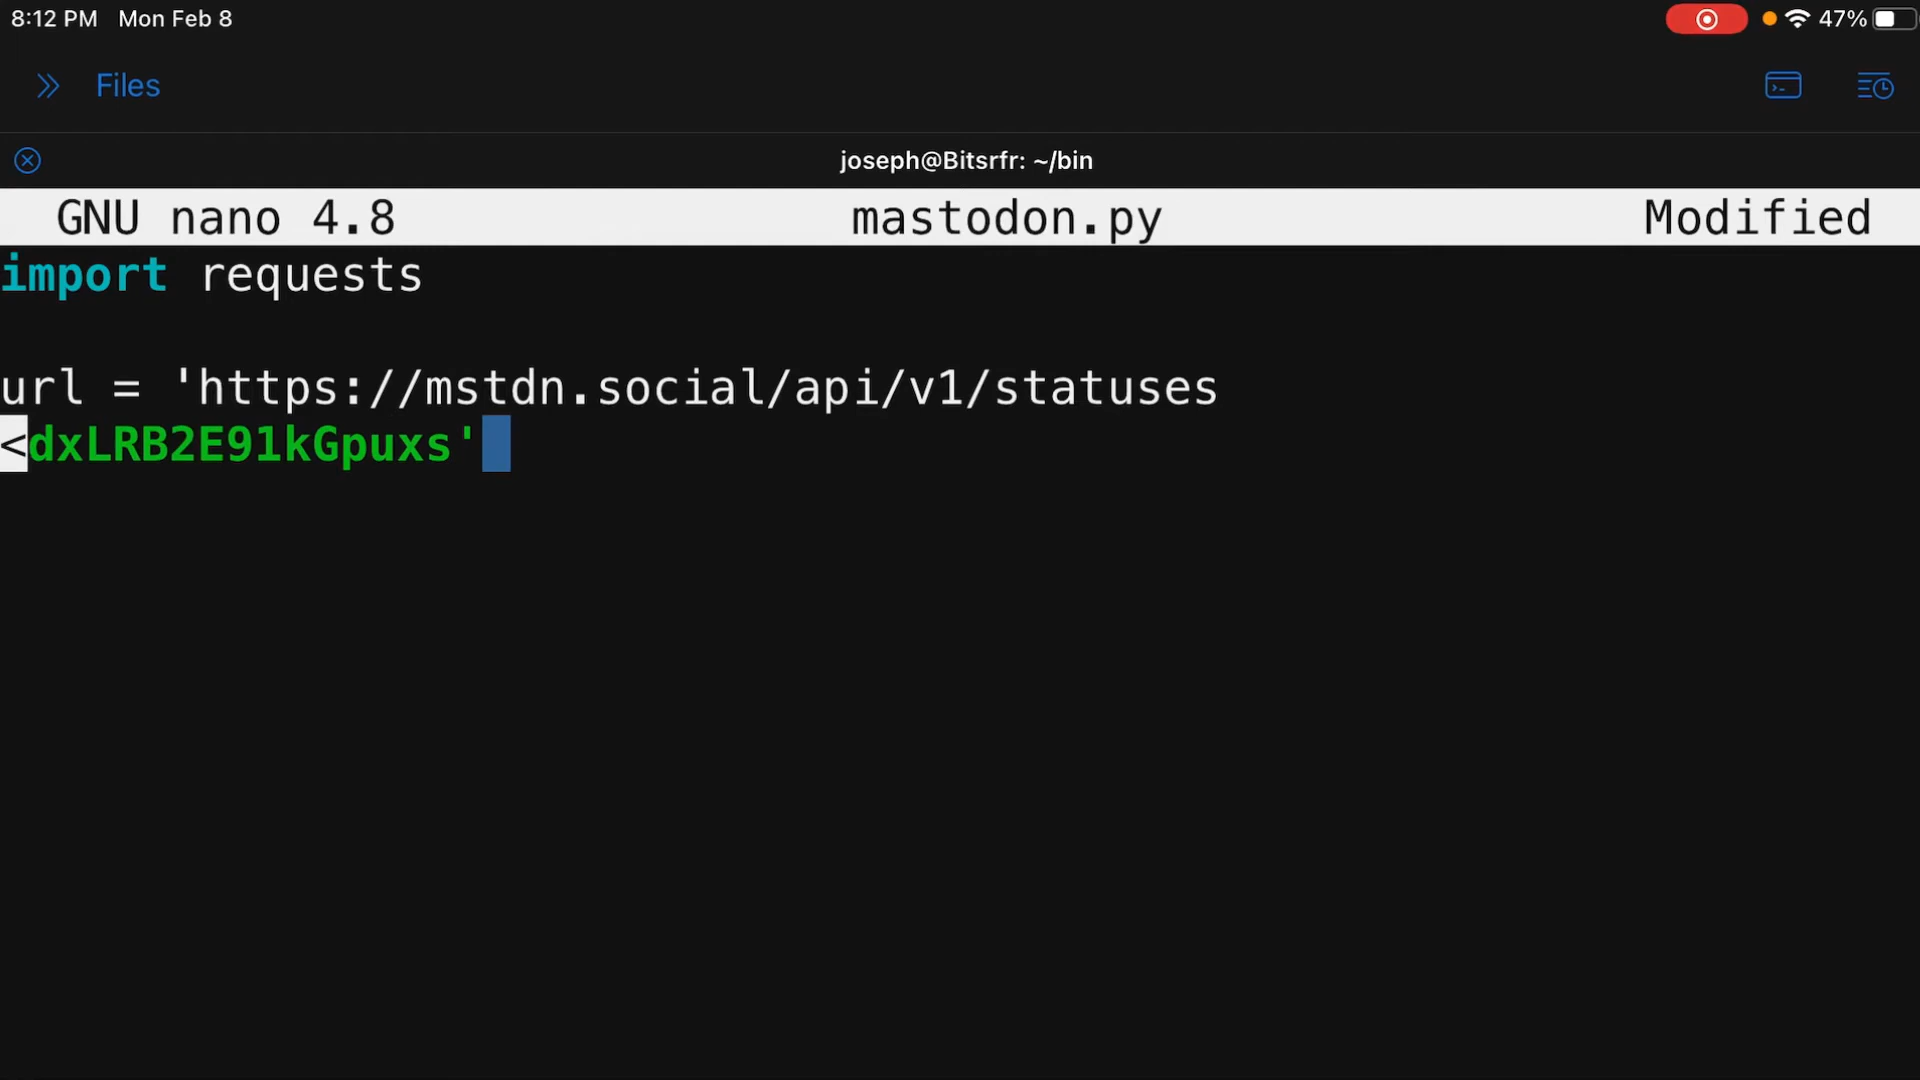 8:12 PM Mon Feb 8 47%
Files
joseph@Bitsrfr: ~/bin
GNU nano 4.8 mastodon.py Modified
import requests
url = 'https://mstdn.social/api/v1/statuses
<dxLRB2E91kGpuxs'